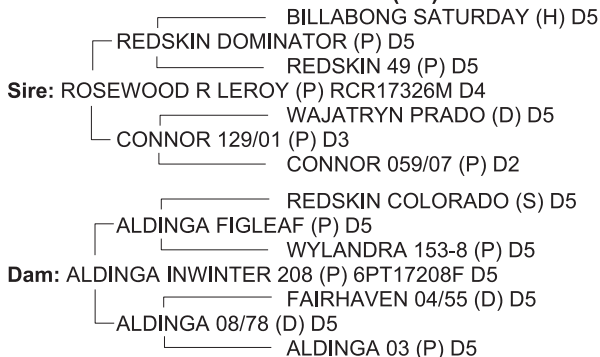 BILLABONG SATURDAY (H) D5
REDSKIN DOMINATOR (P) D5
REDSKIN 49 (P) D5
Sire: ROSEWOOD R LEROY (P) RCR17326M D4
WAJATRYN PRADO (D) D5
CONNOR 129/01 (P) D3
CONNOR 059/07 (P) D2
REDSKIN COLORADO (S) D5
ALDINGA FIGLEAF (P) D5
WYLANDRA 153-8 (P) D5
Dam: ALDINGA INWINTER 208 (P) 6PT17208F D5
FAIRHAVEN 04/55 (D) D5
ALDINGA 08/78 (D) D5
ALDINGA 03 (P) D5